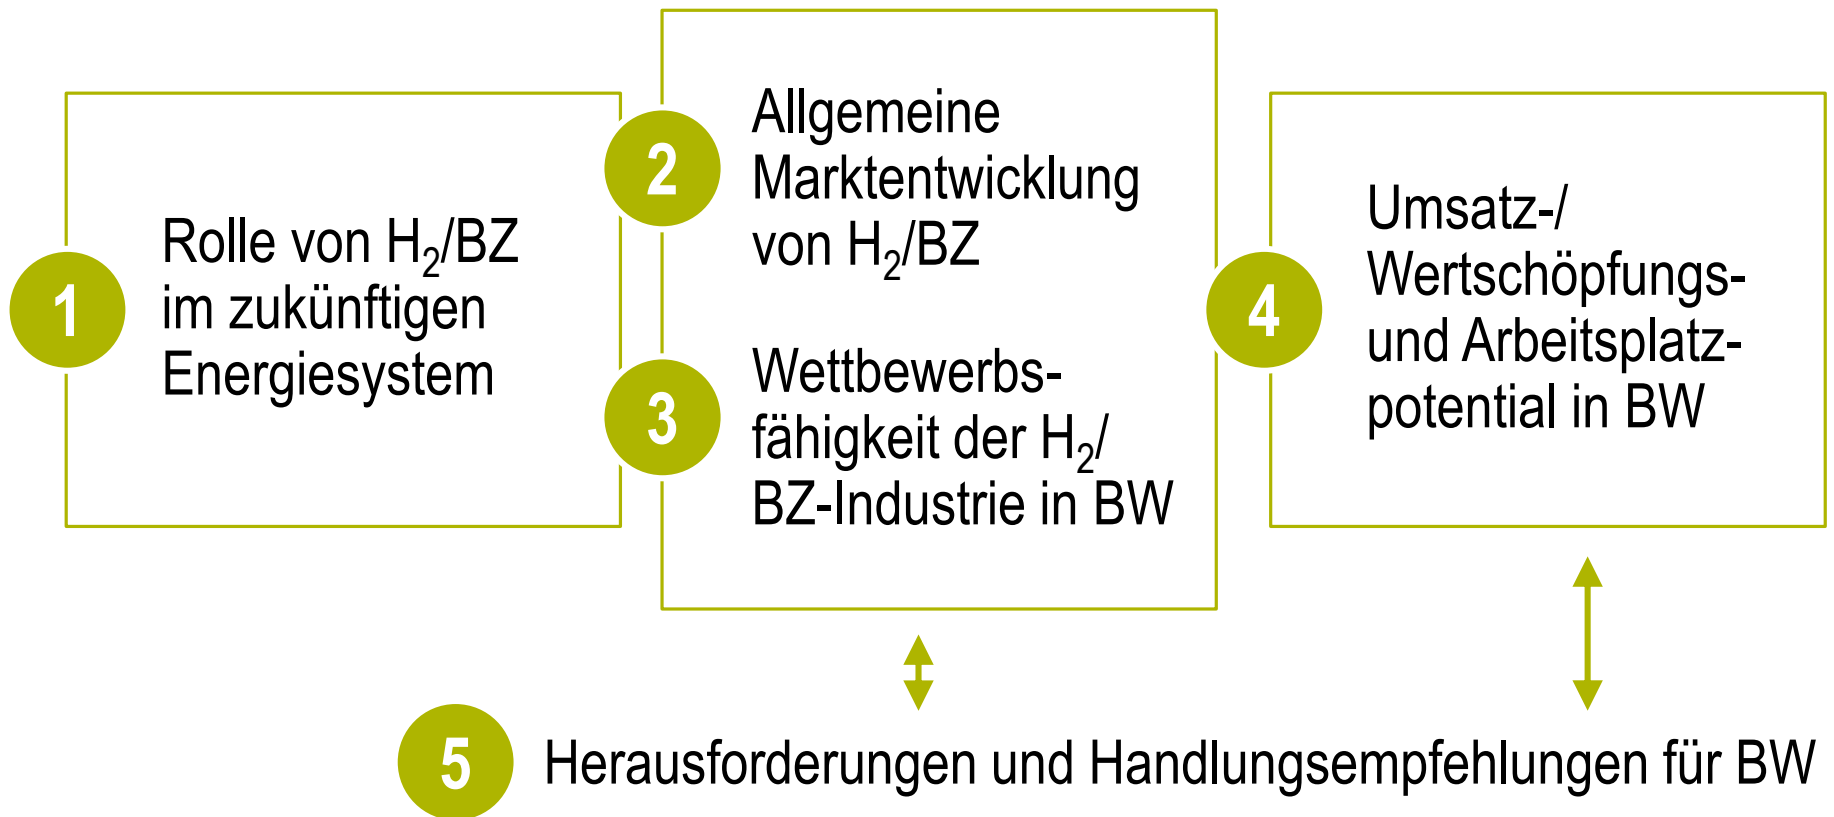 1
Rolle von H₂/BZ
im zukünftigen
Energiesystem
2
Allgemeine
Marktentwicklung
von H₂/BZ
3
Wettbewerbs-
fähigkeit der H₂/
BZ-Industrie in BW
4
Umsatz-/
Wertschöpfungs-
und Arbeitsplatz-
potential in BW
5 Herausforderungen und Handlungsempfehlungen für BW